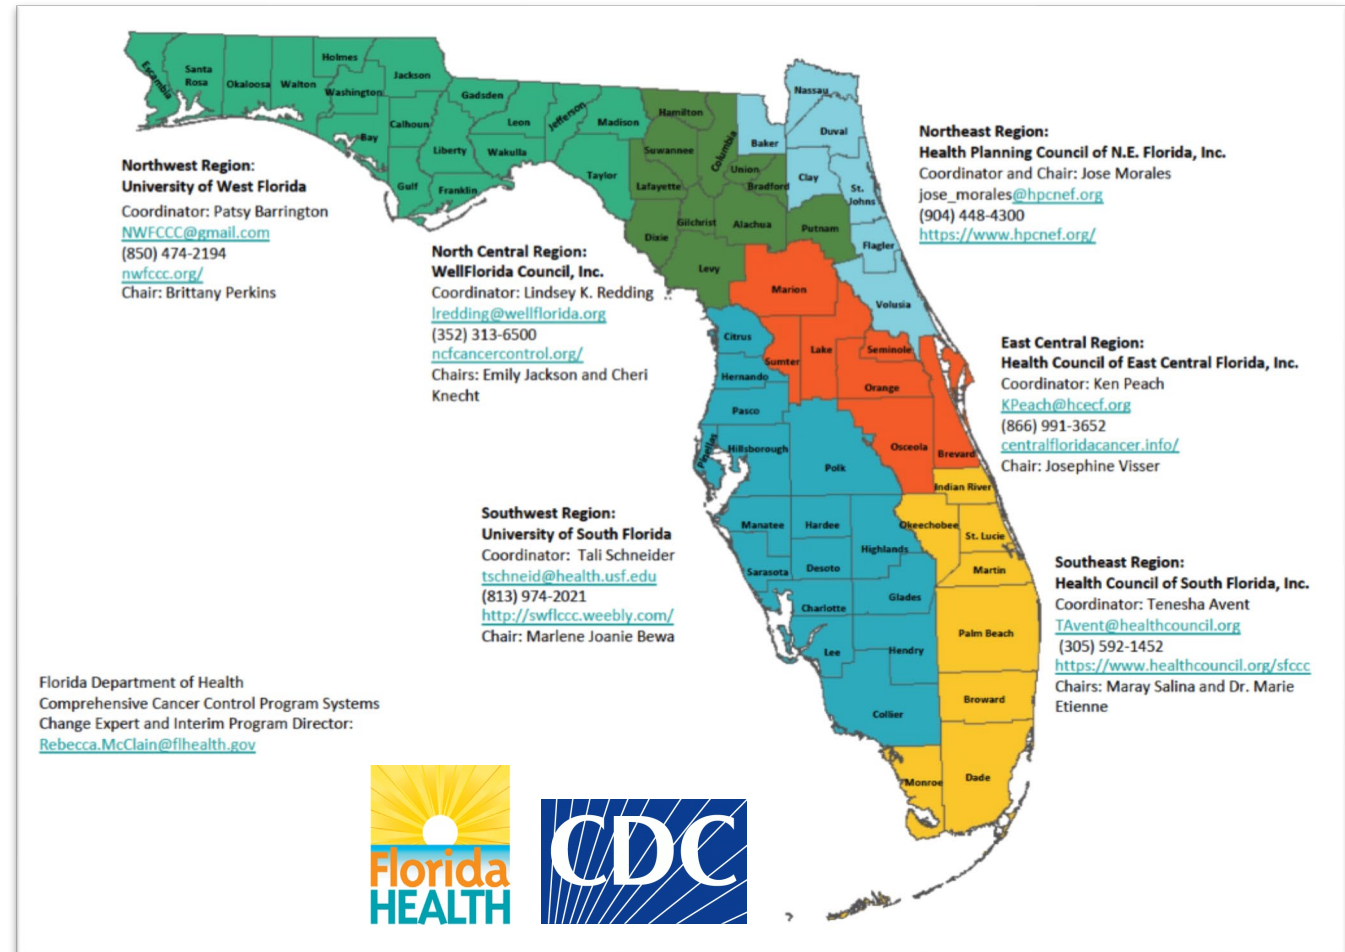 Escambia
Santa
Rosa
Okaloosa
Walton
Holmes
Washington
Jackson
Bay
Calhoun
Gulf
Liberty
Franklin
Gadsden
Leon
Wakulla
Jefferson
Madison
Taylor
Hamilton
Suwannee
Columbia
Lafayette
Union
Bradford
Gilchrist
Alachua
Dixie
Levy
Putnam
Nassau
Duval
Baker
Clay
St.
Johns
Flagler
Volusia
Marion
Citrus
Sumter
Lake
Seminole
Orange
Hernando
Pasco
Pinellas
Hillsborough
Polk
Osceola
Brevard
Indian River
Manatee
Hardee
Highlands
Okeechobee
St. Lucie
Sarasota
Desoto
Martin
Charlotte
Glades
Lee
Hendry
Palm Beach
Collier
Broward
Monroe
Dade
Northwest Region:
University of West Florida
Coordinator: Patsy Barrington
NWFCCC@gmail.com
(850) 474-2194
nwfccc.org/
Chair: Brittany Perkins
North Central Region:
WellFlorida Council, Inc.
Coordinator: Lindsey K. Redding
lredding@wellflorida.org
(352) 313-6500
ncfcancercontrol.org/
Chairs: Emily Jackson and Cheri
Knecht
Northeast Region:
Health Planning Council of N.E. Florida, Inc.
Coordinator and Chair: Jose Morales
jose_morales@hpcnef.org
(904) 448-4300
https://www.hpcnef.org/
East Central Region:
Health Council of East Central Florida, Inc.
Coordinator: Ken Peach
KPeach@hcecf.org
(866) 991-3652
centralfloridacancer.info/
Chair: Josephine Visser
Southwest Region:
University of South Florida
Coordinator: Tali Schneider
tschneid@health.usf.edu
(813) 974-2021
http://swflccc.weebly.com/
Chair: Marlene Joanie Bewa
Southeast Region:
Health Council of South Florida, Inc.
Coordinator: Tenesha Avent
TAvent@healthcouncil.org
(305) 592-1452
https://www.healthcouncil.org/sfccc
Chairs: Maray Salina and Dr. Marie
Etienne
Florida Department of Health
Comprehensive Cancer Control Program Systems
Change Expert and Interim Program Director:
Rebecca.McClain@flhealth.gov
Florida
HEALTH
CDC